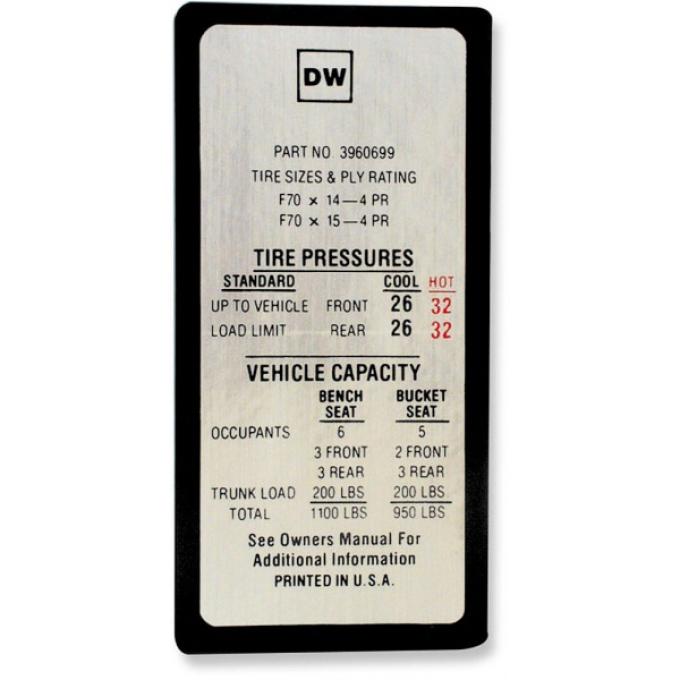 DW
PART NO. 3960699
TIRE SIZES & PLY RATING
F70 × 14—4 PR
F70 × 15—4 PR
TIRE PRESSURES
STANDARD COOL HOT
UP TO VEHICLE FRONT 26 32
LOAD LIMIT REAR 26 32
VEHICLE CAPACITY
BENCH BUCKET
SEAT SEAT
OCCUPANTS 6 5
3 FRONT 2 FRONT
3 REAR 3 REAR
TRUNK LOAD 200 LBS 200 LBS
TOTAL 1100 LBS 950 LBS
See Owners Manual For
Additional Information
PRINTED IN U.S.A.